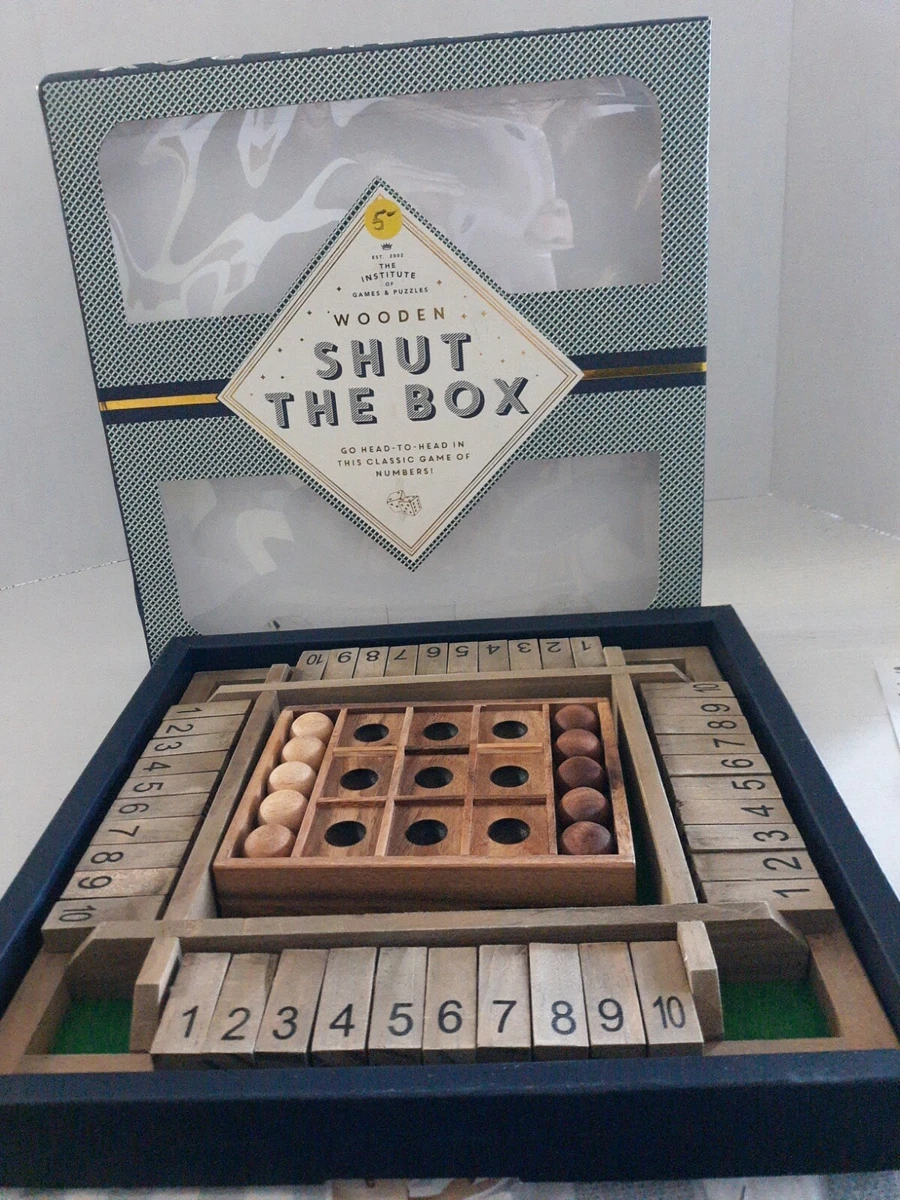 5-
EST. 2002
THE
INSTITUTE
OF
GAMES & PUZZLES
WOODEN
SHUT
THE BOX
GO HEAD-TO-HEAD IN
THIS CLASSIC GAME OF
NUMBERS!
10 9 8 7 6 5 4 3 2 1
1 2 3 4 5 6 7 8 9 10
10 9 8 7 6 5 4 3 2 1
1 2 3 4 5 6 7 8 9 10